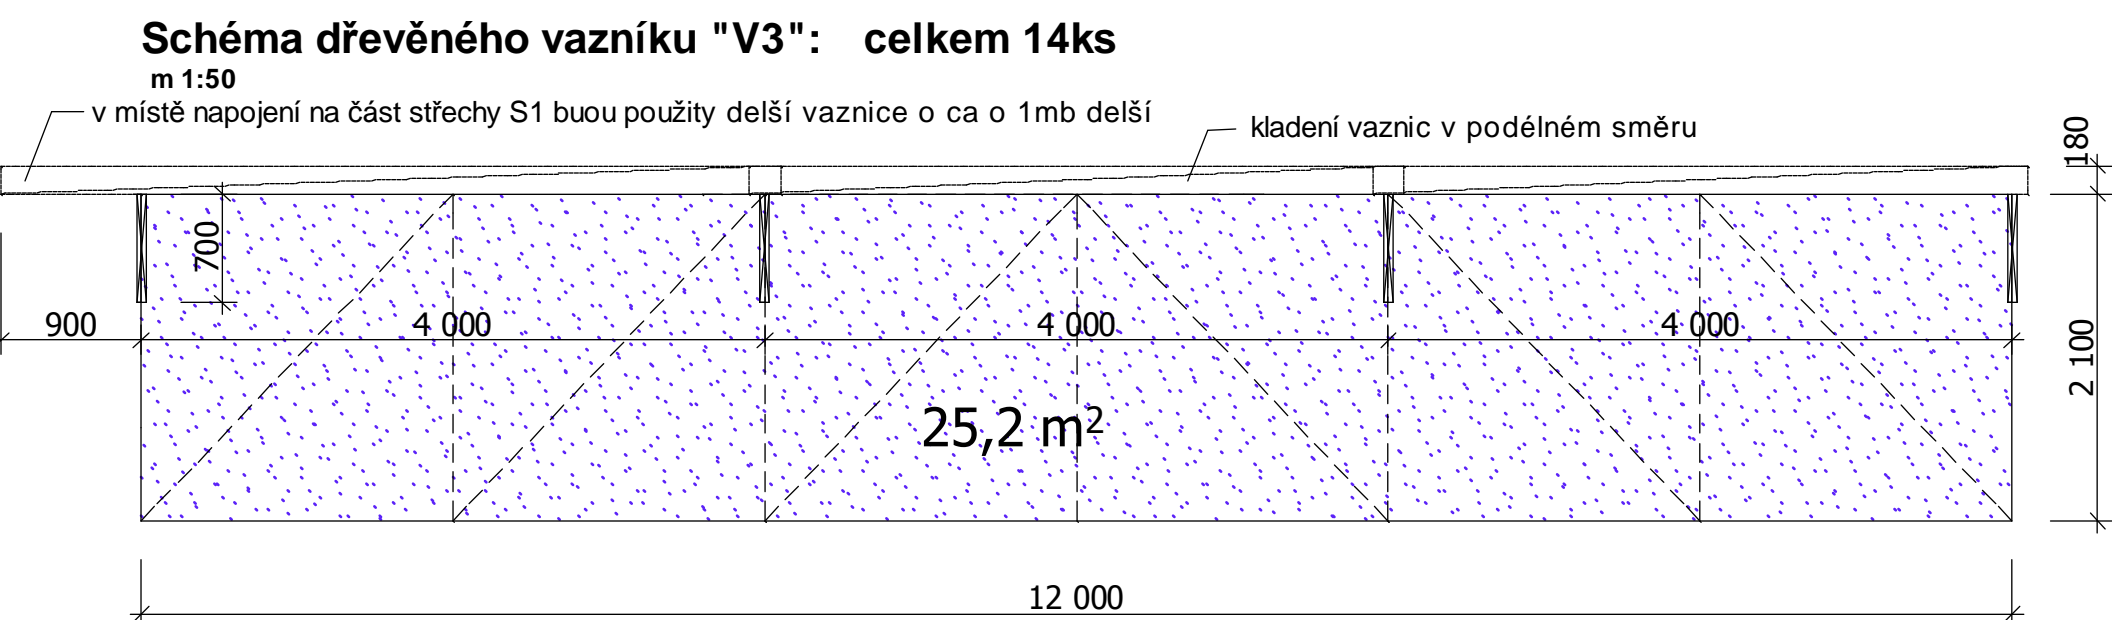 Schéma dřevěného vazníku "V3": celkem 14ks
m 1:50
v místě napojení na část střechy S1 buou použity delší vaznice o ca o 1mb delší
kladení vaznic v podélném směru
180
700
900
4 000
4 000
4 000
2 100
25,2 m²
12 000